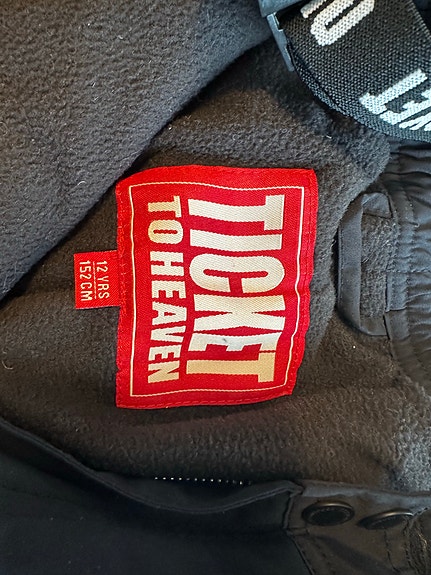 TICKET
TO HEAVEN
12 YRS
152 CM